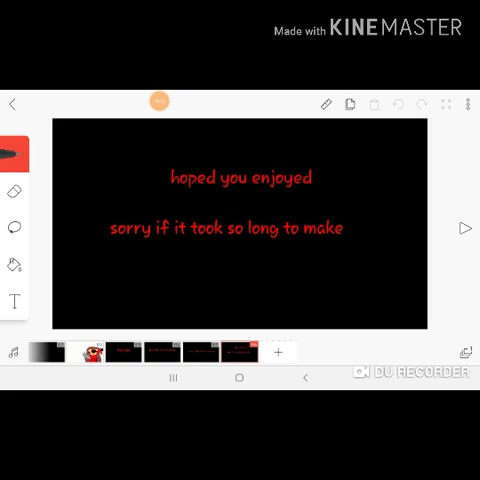 Made with KINEMASTER
hoped you enjoyed
sorry if it took so long to make
T
DU RECORDER